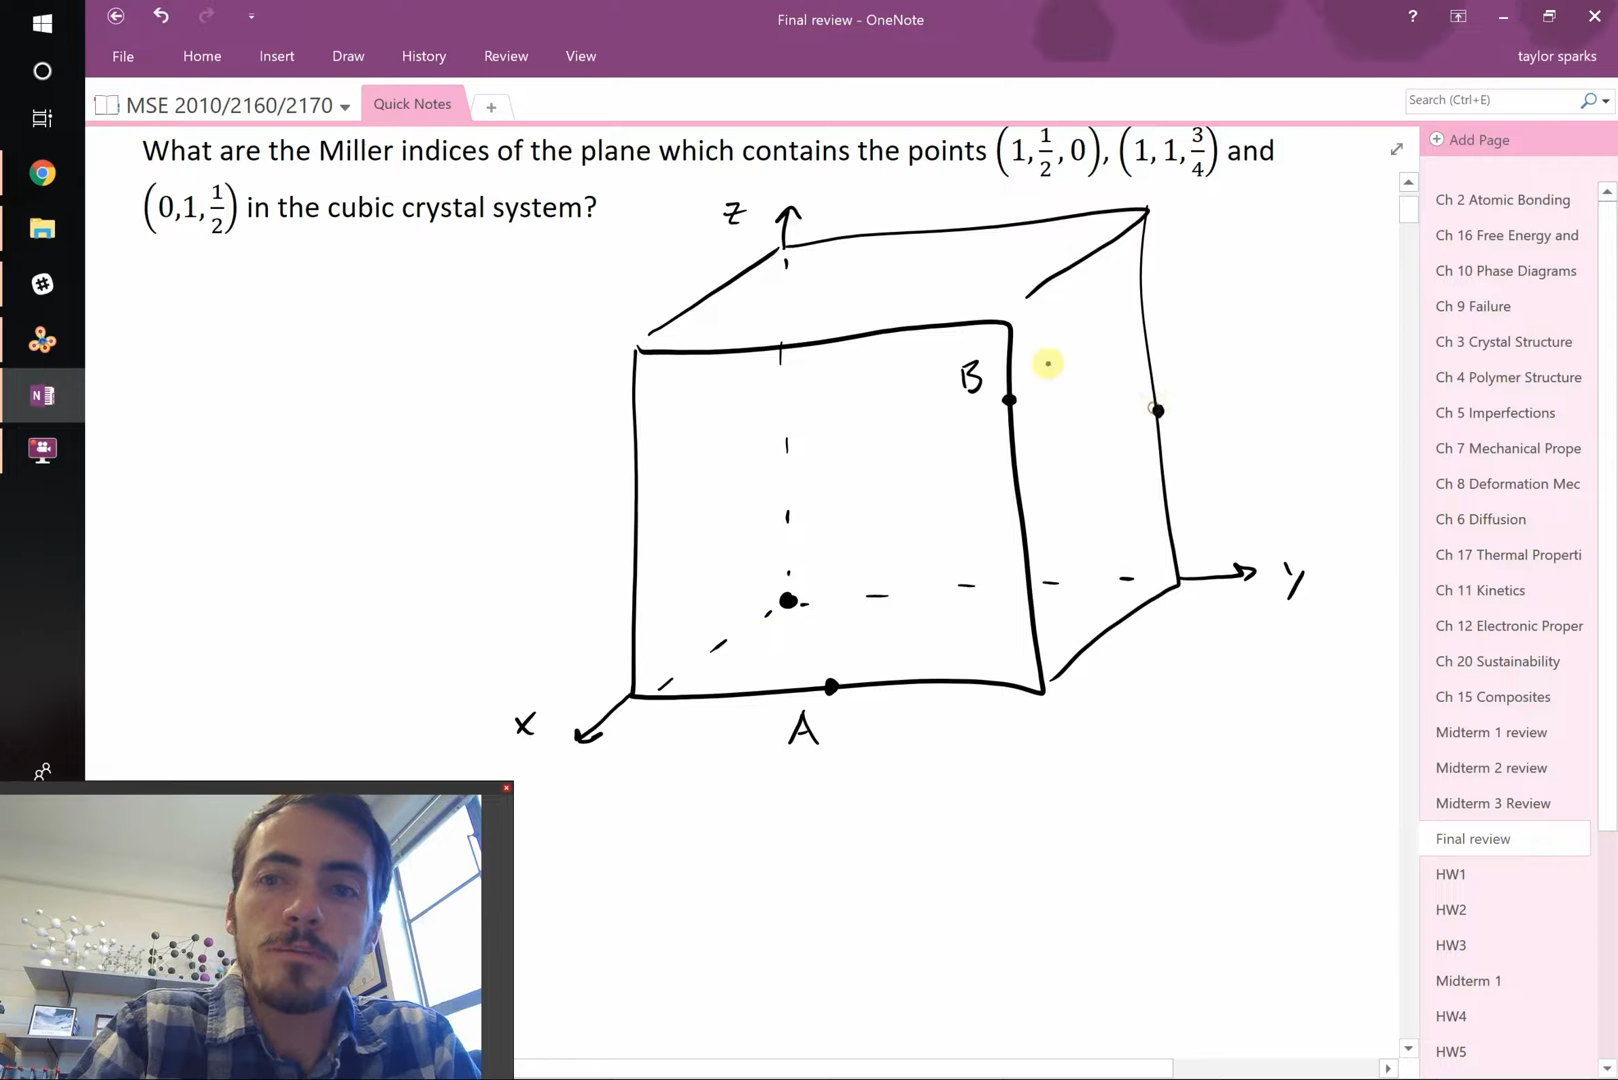 Final review - OneNote
?
File Home Insert Draw History Review View
taylor sparks
MSE 2010/2160/2170
Quick Notes
+
Search (Ctrl+E)
What are the Miller indices of the plane which contains the points (1, 1/2, 0), (1, 1, 3/4) and
(0,1, 1/2) in the cubic crystal system?
z
B
y
x
A
Add Page
Ch 2 Atomic Bonding
Ch 16 Free Energy and
Ch 10 Phase Diagrams
Ch 9 Failure
Ch 3 Crystal Structure
Ch 4 Polymer Structure
Ch 5 Imperfections
Ch 7 Mechanical Prope
Ch 8 Deformation Mec
Ch 6 Diffusion
Ch 17 Thermal Properti
Ch 11 Kinetics
Ch 12 Electronic Proper
Ch 20 Sustainability
Ch 15 Composites
Midterm 1 review
Midterm 2 review
Midterm 3 Review
Final review
HW1
HW2
HW3
Midterm 1
HW4
HW5